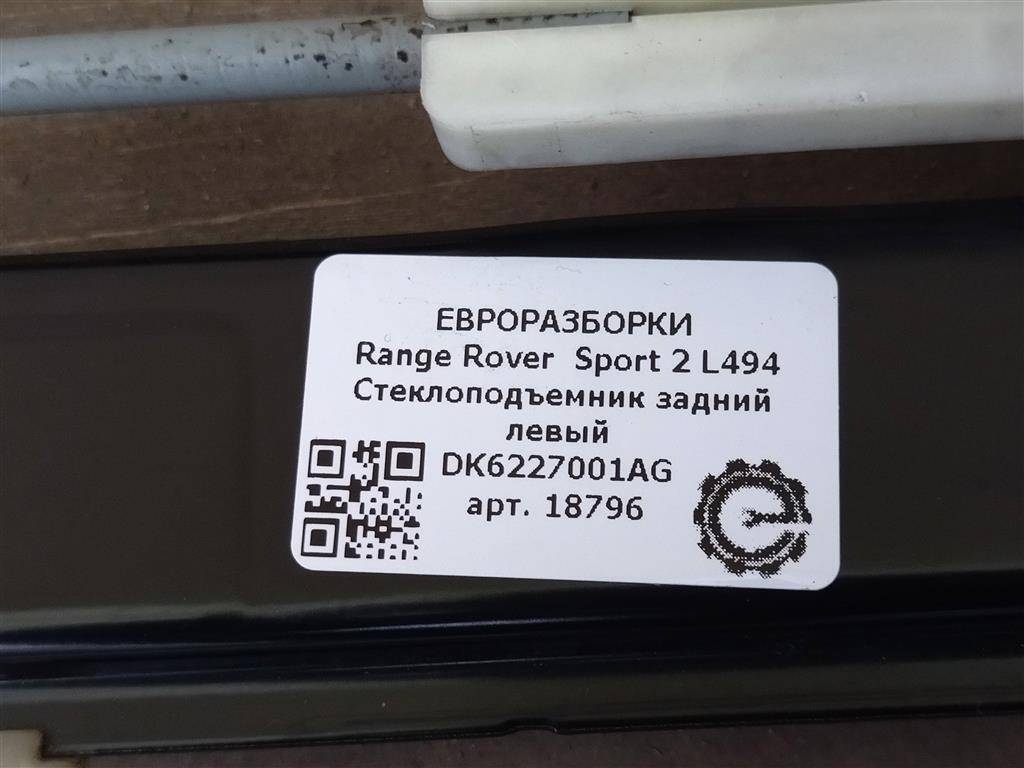 ЕВРОРАЗБОРКИ
Range Rover Sport 2 L494
Стеклоподъемник задний
левый
DK6227001AG
арт. 18796